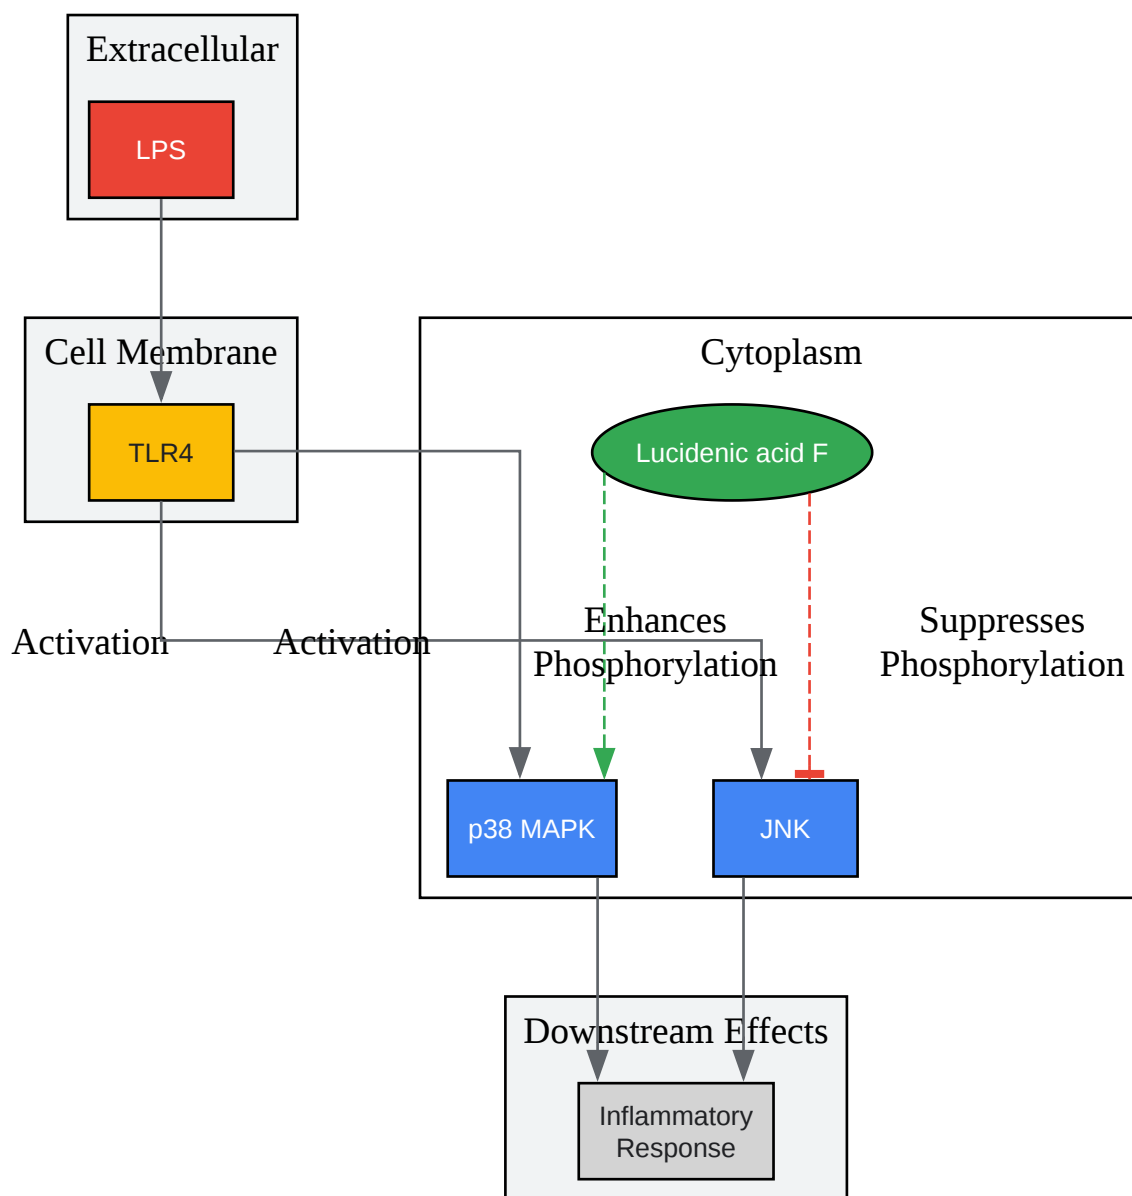 Extracellular
LPS
Cell Membrane
TLR4
Cytoplasm
Lucidenic acid F
Activation
Activation
Enhances
Phosphorylation
Suppresses
Phosphorylation
p38 MAPK
JNK
Downstream Effects
Inflammatory
Response